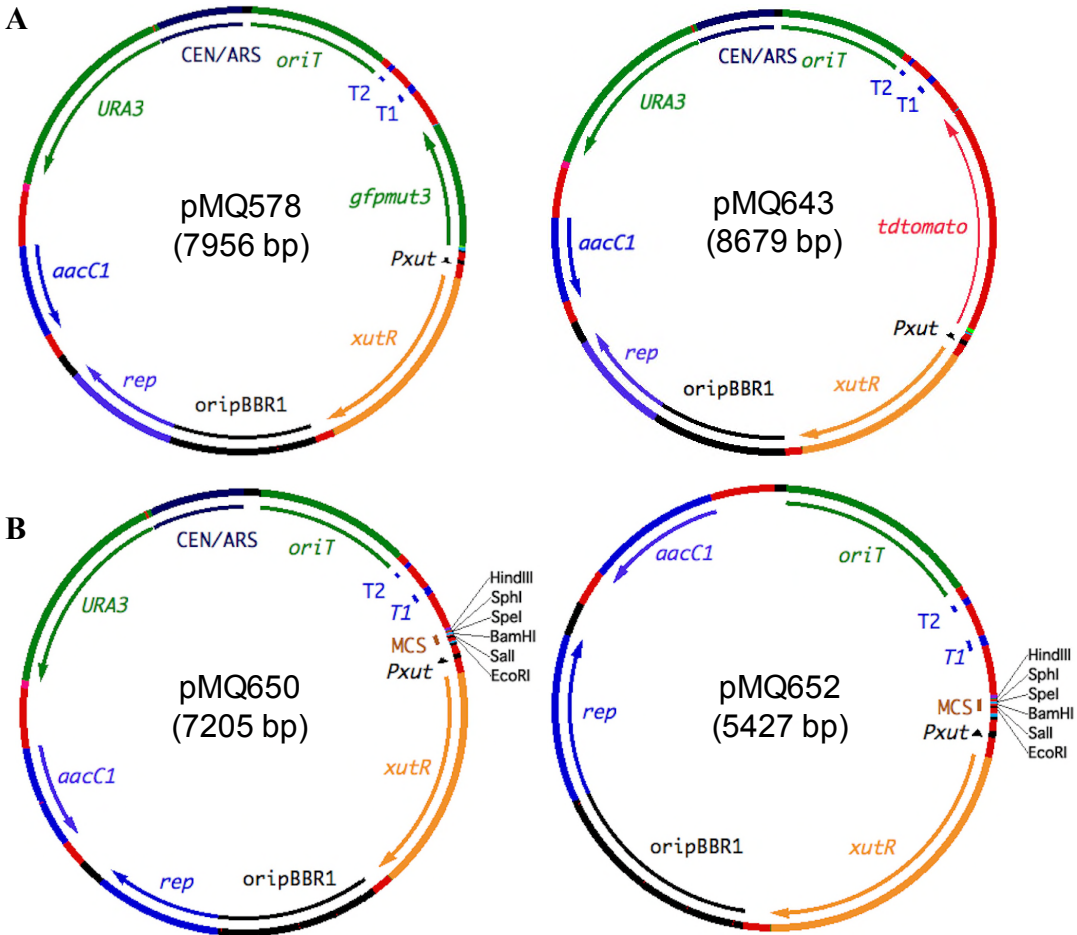 A
CEN/ARS
oriT
T2
T1
URA3
gfpmut3
pMQ578
(7956 bp)
Pxut
aacC1
xutR
rep
oripBBR1
CEN/ARS
oriT
T2
T1
URA3
tdtomato
pMQ643
(8679 bp)
aacC1
Pxut
rep
xutR
oripBBR1
B
CEN/ARS
oriT
T2
T1
URA3
HindIII
SphI
SpeI
BamHI
SalI
EcoRI
MCS
Pxut
pMQ650
(7205 bp)
aacC1
xutR
rep
oripBBR1
aacC1
oriT
T2
T1
HindIII
SphI
SpeI
BamHI
SalI
EcoRI
MCS
Pxut
pMQ652
(5427 bp)
rep
oripBBR1
xutR